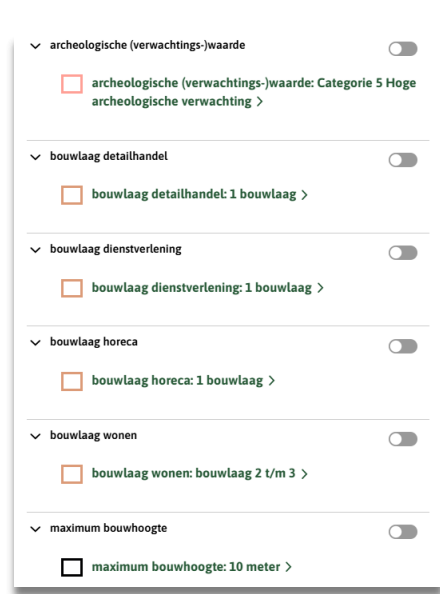 archeologische (verwachtings-)waarde
archeologische (verwachtings-)waarde: Categorie 5 Hoge
archeologische verwachting >
bouwlaag detailhandel
bouwlaag detailhandel: 1 bouwlaag >
bouwlaag dienstverlening
bouwlaag dienstverlening: 1 bouwlaag >
bouwlaag horeca
bouwlaag horeca: 1 bouwlaag >
bouwlaag wonen
bouwlaag wonen: bouwlaag 2 t/m 3 >
maximum bouwhoogte
maximum bouwhoogte: 10 meter >